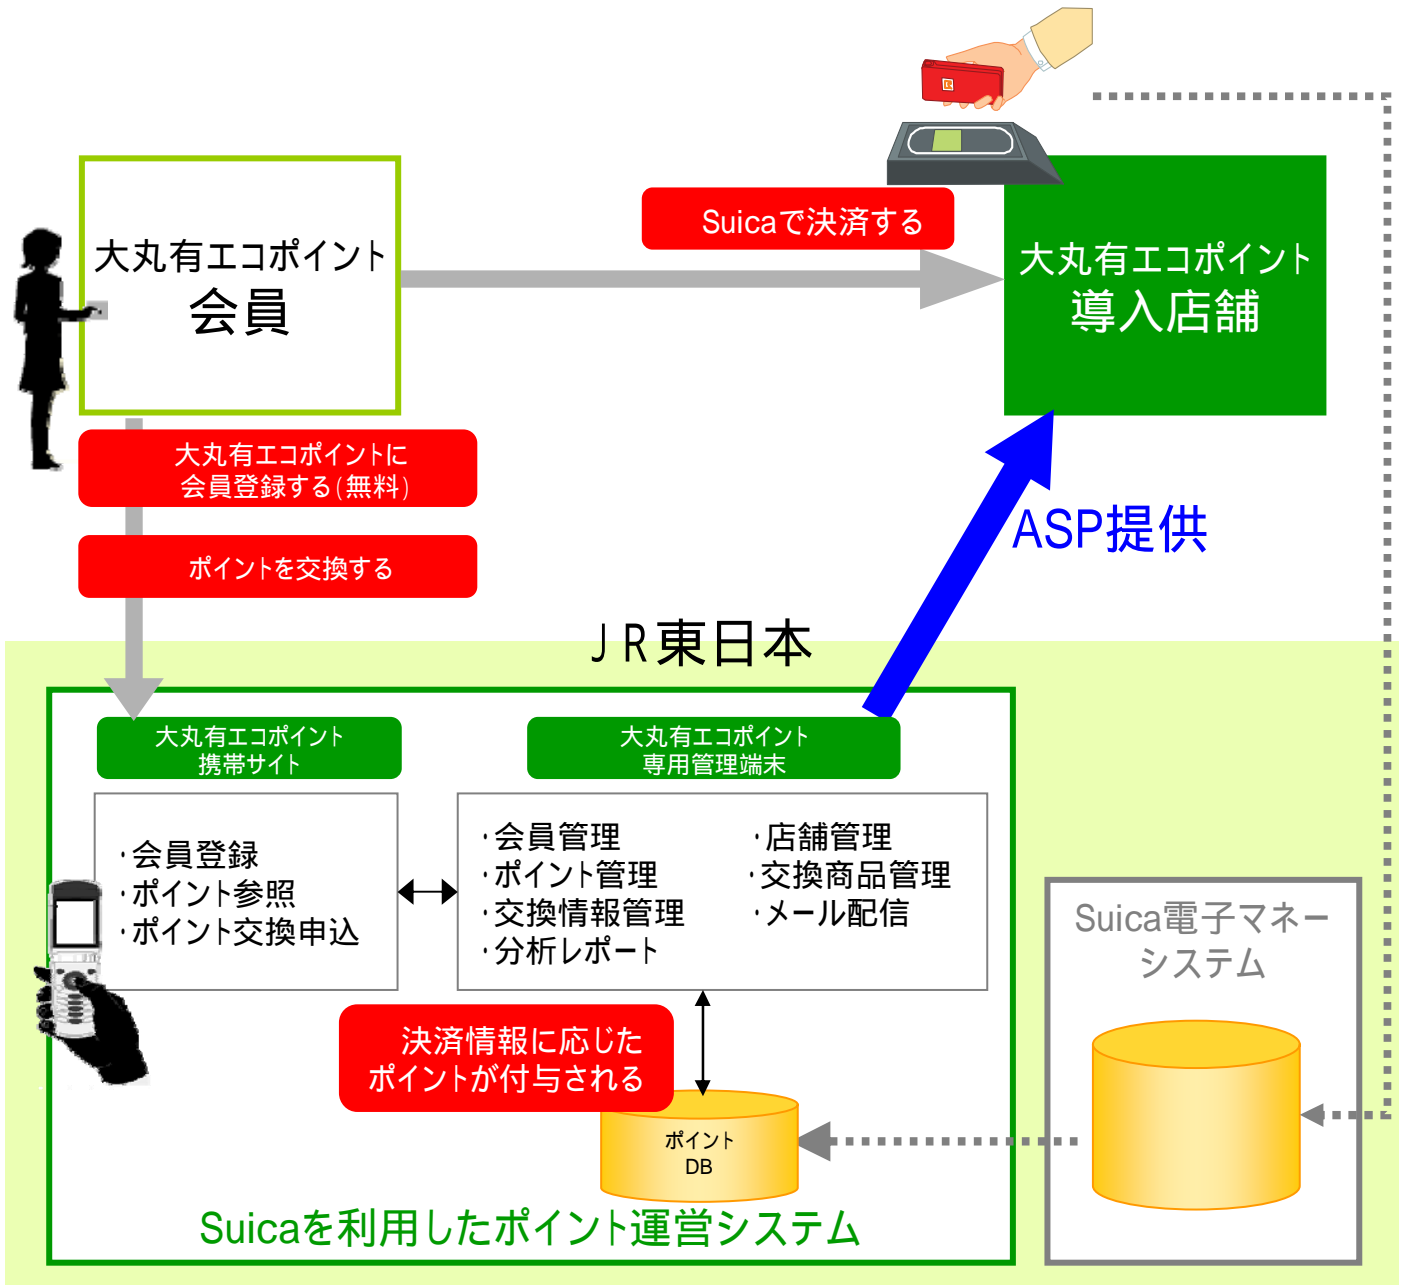 Suicaで決済する
大丸有エコポイント
会員
大丸有エコポイント
導入店舗
大丸有エコポイントに
会員登録する(無料)
ポイントを交換する
ASP提供
JR東日本
大丸有エコポイント
携帯サイト
大丸有エコポイント
専用管理端末
・会員登録
・ポイント参照
・ポイント交換申込
・会員管理
・ポイント管理
・交換情報管理
・分析レポート
・店舗管理
・交換商品管理
・メール配信
Suica電子マネー
システム
決済情報に応じた
ポイントが付与される
ポイント
DB
Suicaを利用したポイント運営システム